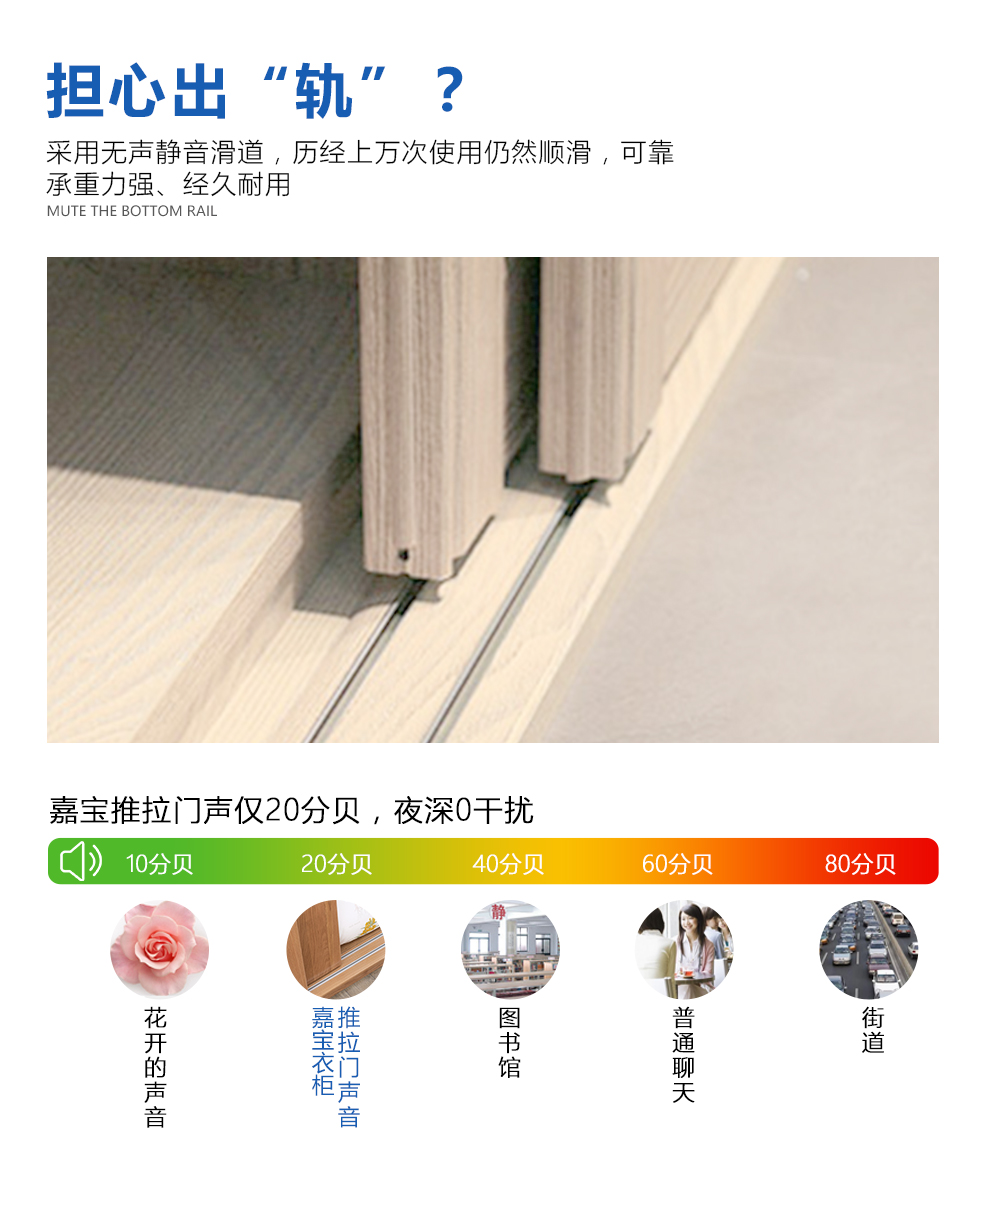 担心出“轨”？
采用无声静音滑道，历经上万次使用仍然顺滑，可靠
承重力强、经久耐用
MUTE THE BOTTOM RAIL
嘉宝推拉门声仅20分贝，夜深0干扰
10分贝
20分贝
40分贝
60分贝
80分贝
静
花开的声音
嘉宝衣柜
推拉门声音
图书馆
普通聊天
街道